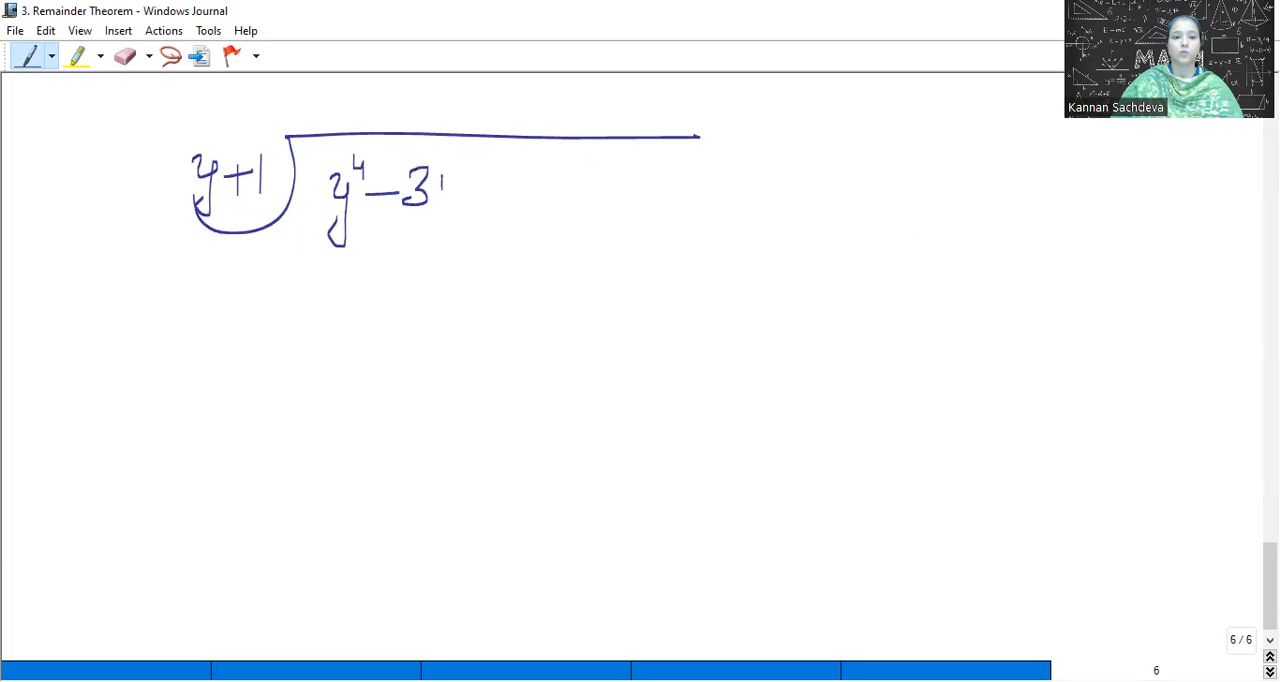 3. Remainder Theorem - Windows Journal
File Edit View Insert Actions Tools Help
Kannan Sachdeva
y+1 y⁴-3
6 / 6
6